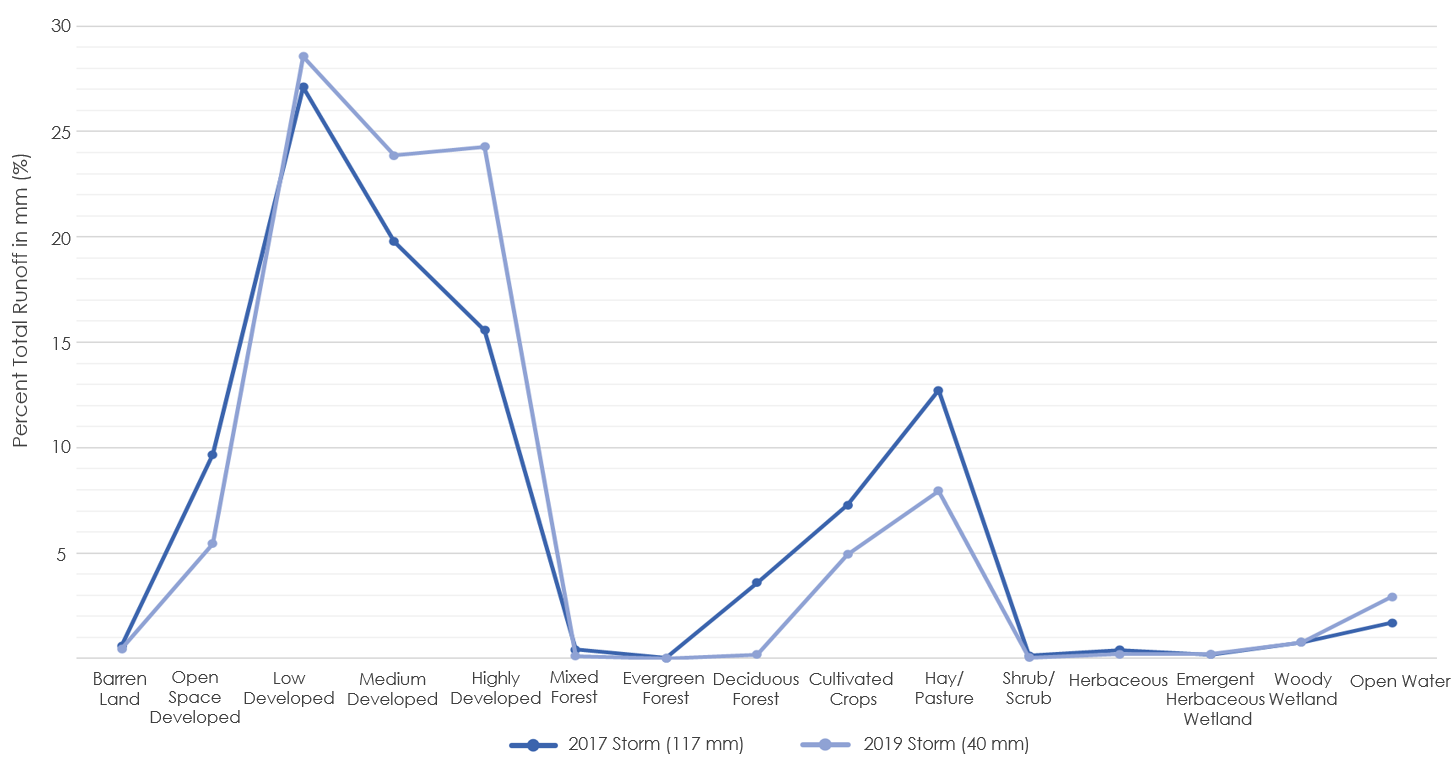 30
25
20
15
10
5
Percent Total Runoff in mm (%)
Barren
Land
Open
Space
Developed
Low
Developed
Medium
Developed
Highly
Developed
Mixed
Forest
Evergreen
Forest
Deciduous
Forest
Cultivated
Crops
Hay/
Pasture
Shrub/
Scrub
Herbaceous
Emergent
Herbaceous
Wetland
Woody
Wetland
Open Water
2017 Storm (117 mm)
2019 Storm (40 mm)